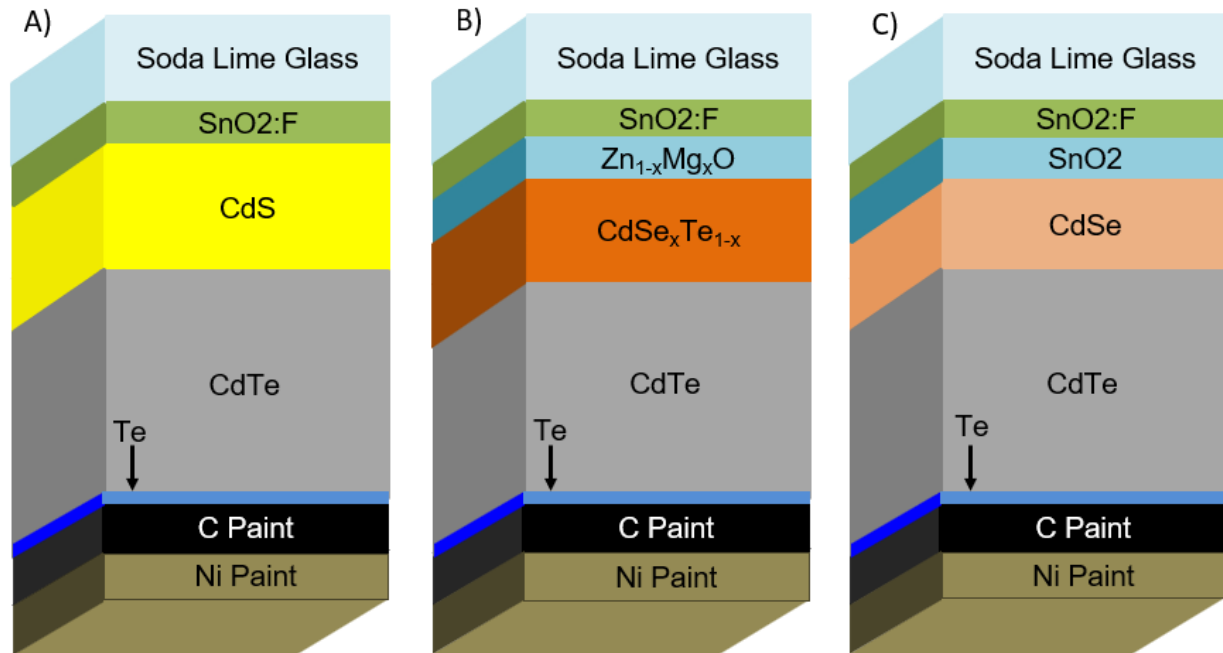 A)
Soda Lime Glass
SnO2:F
CdS
CdTe
Te
C Paint
Ni Paint
B)
Soda Lime Glass
SnO2:F
Zn₁₋ₓMgₓO
CdSeₓTe₁₋ₓ
CdTe
Te
C Paint
Ni Paint
C)
Soda Lime Glass
SnO2:F
SnO2
CdSe
CdTe
Te
C Paint
Ni Paint